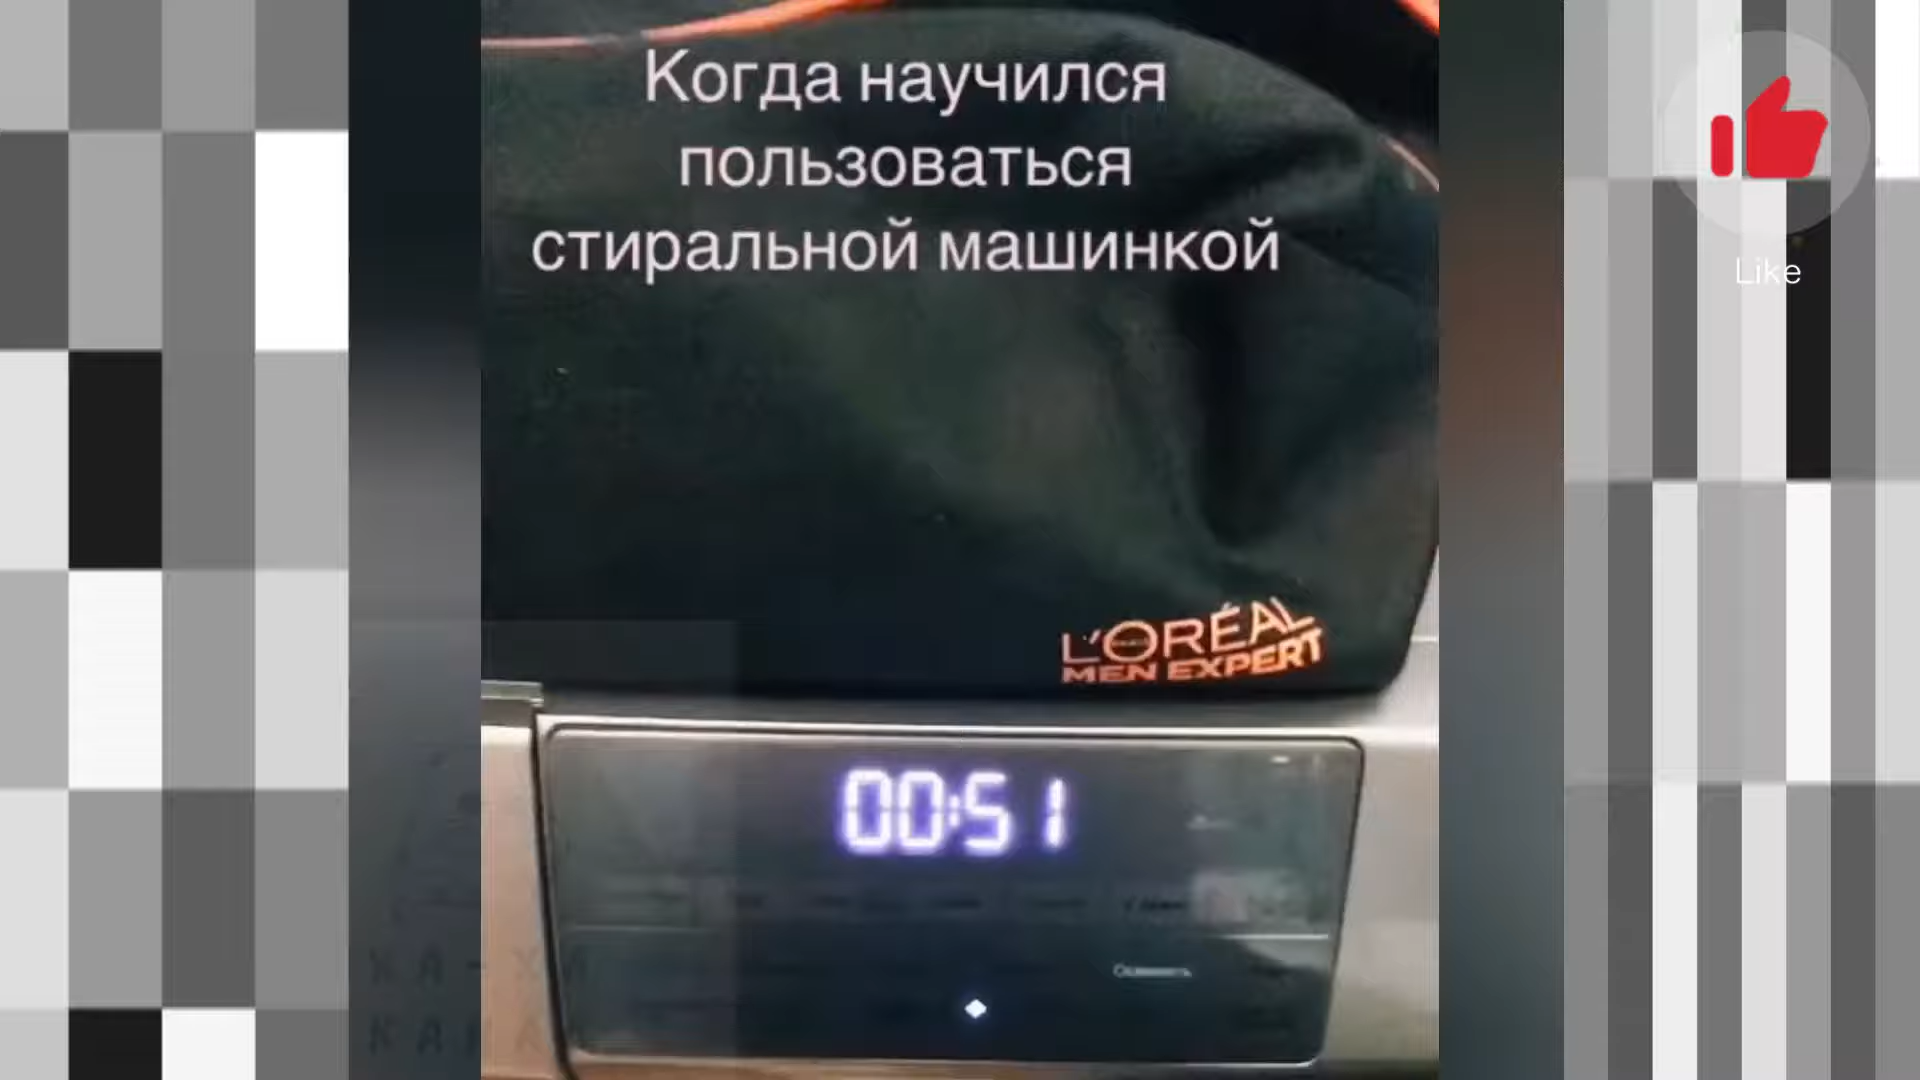 Когда научился
пользоваться
стиральной машинкой
Like
L'ORÉAL
MEN EXPERT
00:51